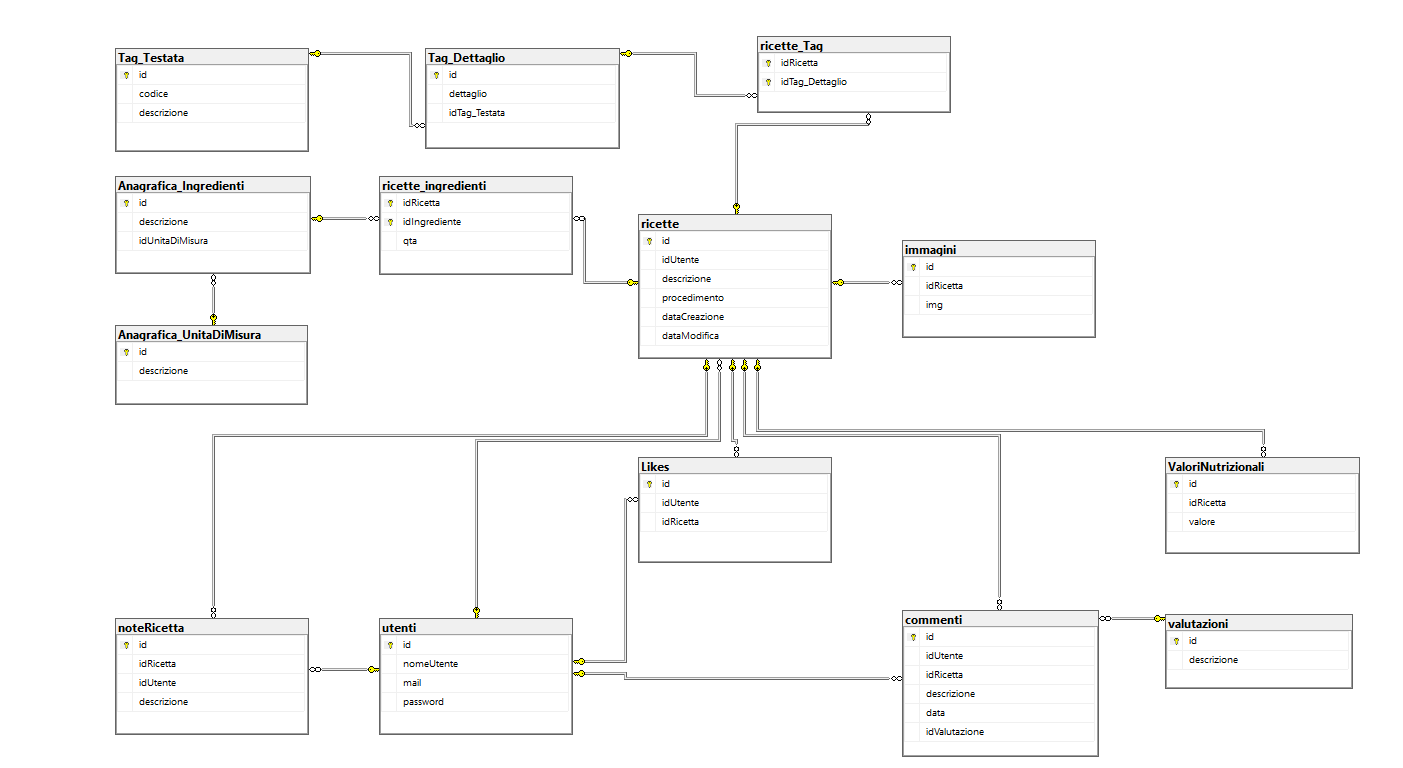 Tag_Testata
id
codice
descrizione
Tag_Dettaglio
id
dettaglio
idTag_Testata
ricette_Tag
idRicetta
idTag_Dettaglio
Anagrafica_Ingredienti
id
descrizione
idUnitaDiMisura
ricette_ingredienti
idRicetta
idIngrediente
qta
ricette
id
idUtente
descrizione
procedimento
dataCreazione
dataModifica
immagini
id
idRicetta
img
Anagrafica_UnitaDiMisura
id
descrizione
Likes
id
idUtente
idRicetta
ValoriNutrizionali
id
idRicetta
valore
noteRicetta
id
idRicetta
idUtente
descrizione
utenti
id
nomeUtente
mail
password
commenti
id
idUtente
idRicetta
descrizione
data
idValutazione
valutazioni
id
descrizione